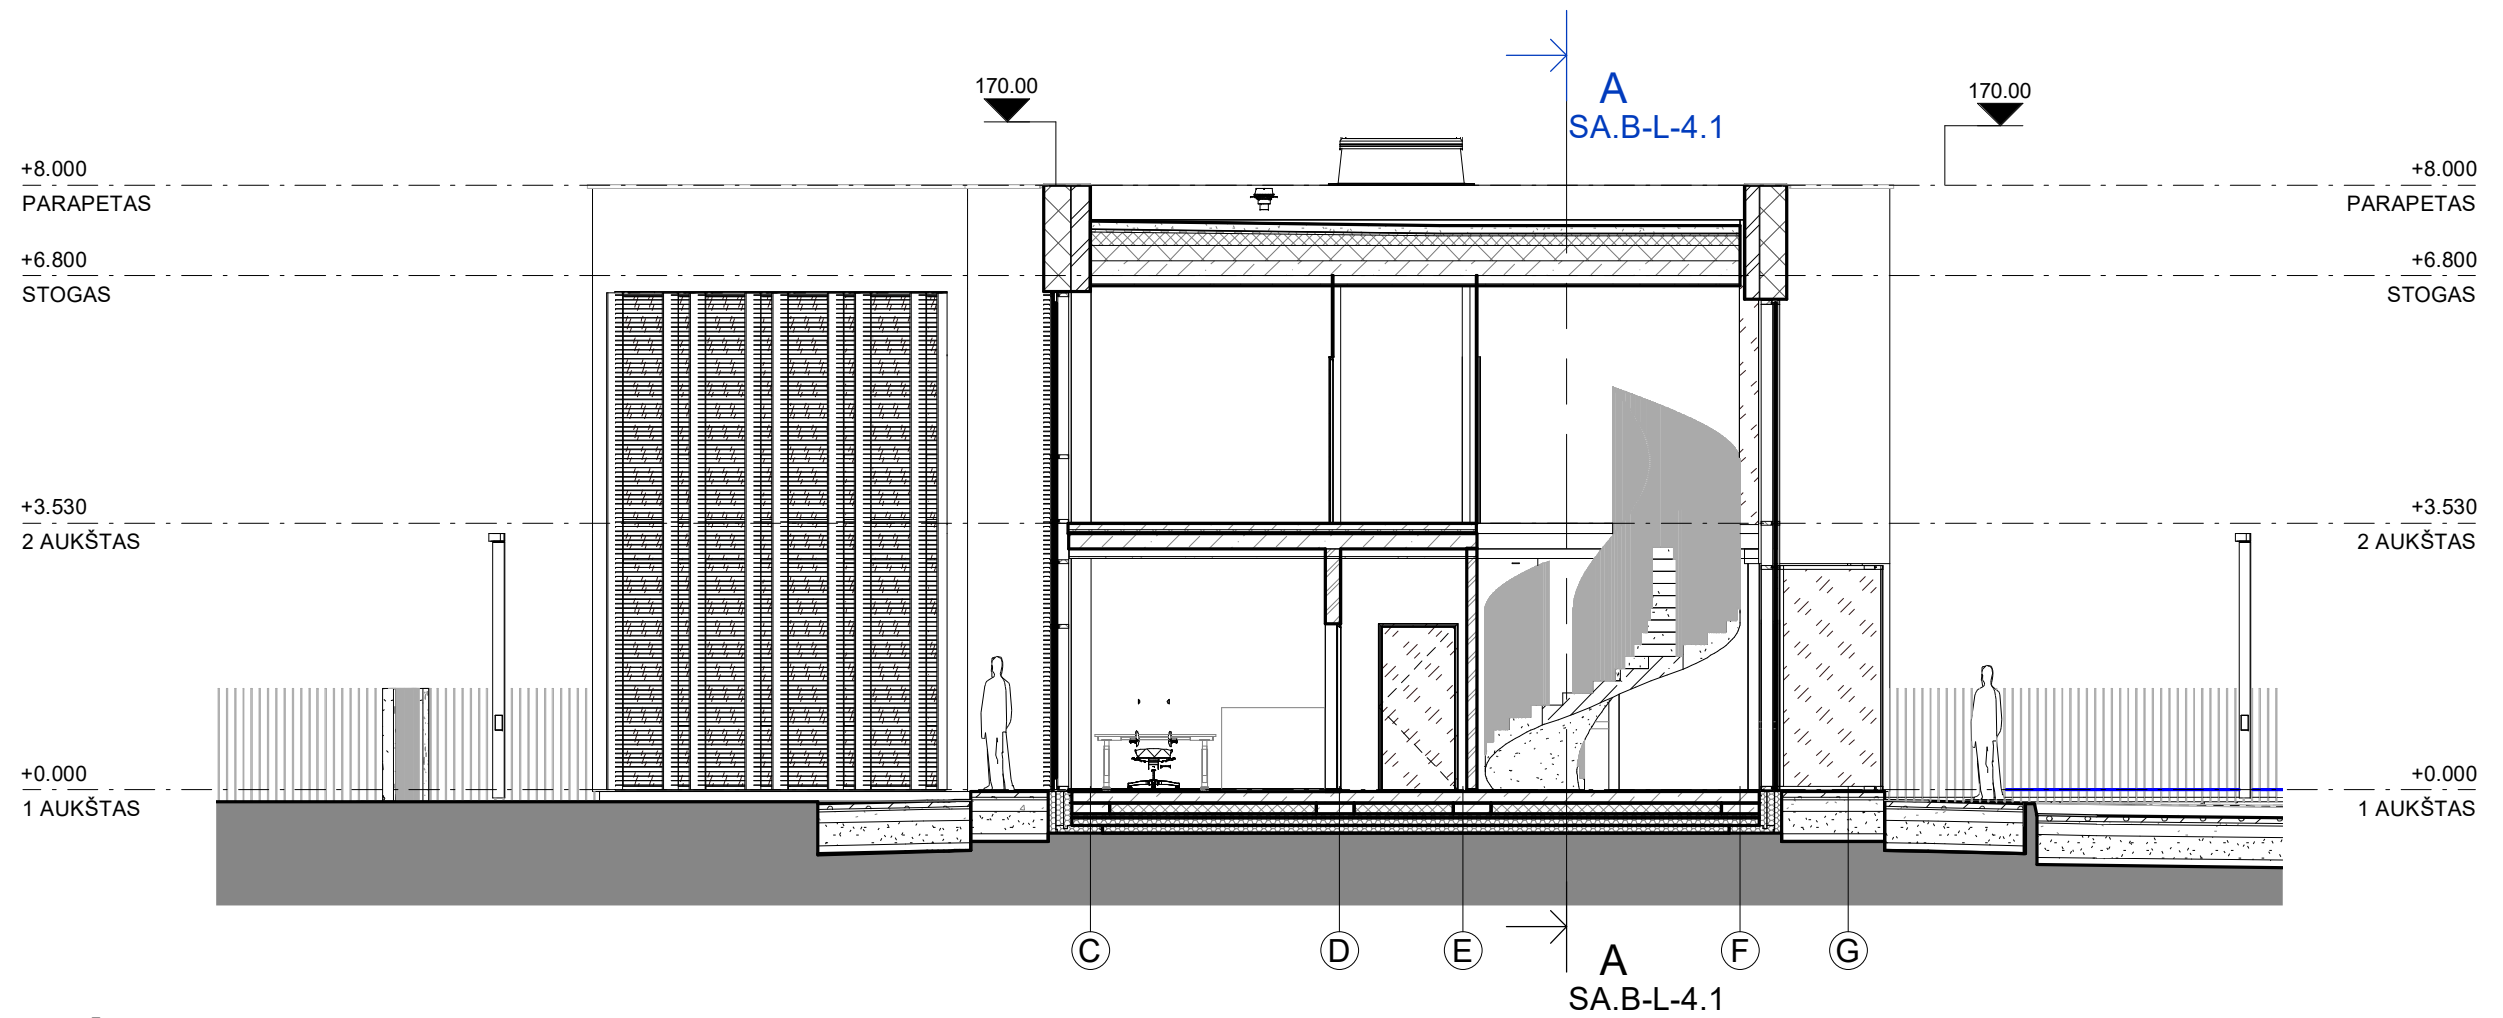 170.00
170.00
A
SA.B-L-4.1
+8.000
PARAPETAS
+8.000
PARAPETAS
+6.800
STOGAS
+6.800
STOGAS
+3.530
2 AUKŠTAS
+3.530
2 AUKŠTAS
+0.000
1 AUKŠTAS
+0.000
1 AUKŠTAS
C
D
E
F
G
A
SA.B-L-4.1